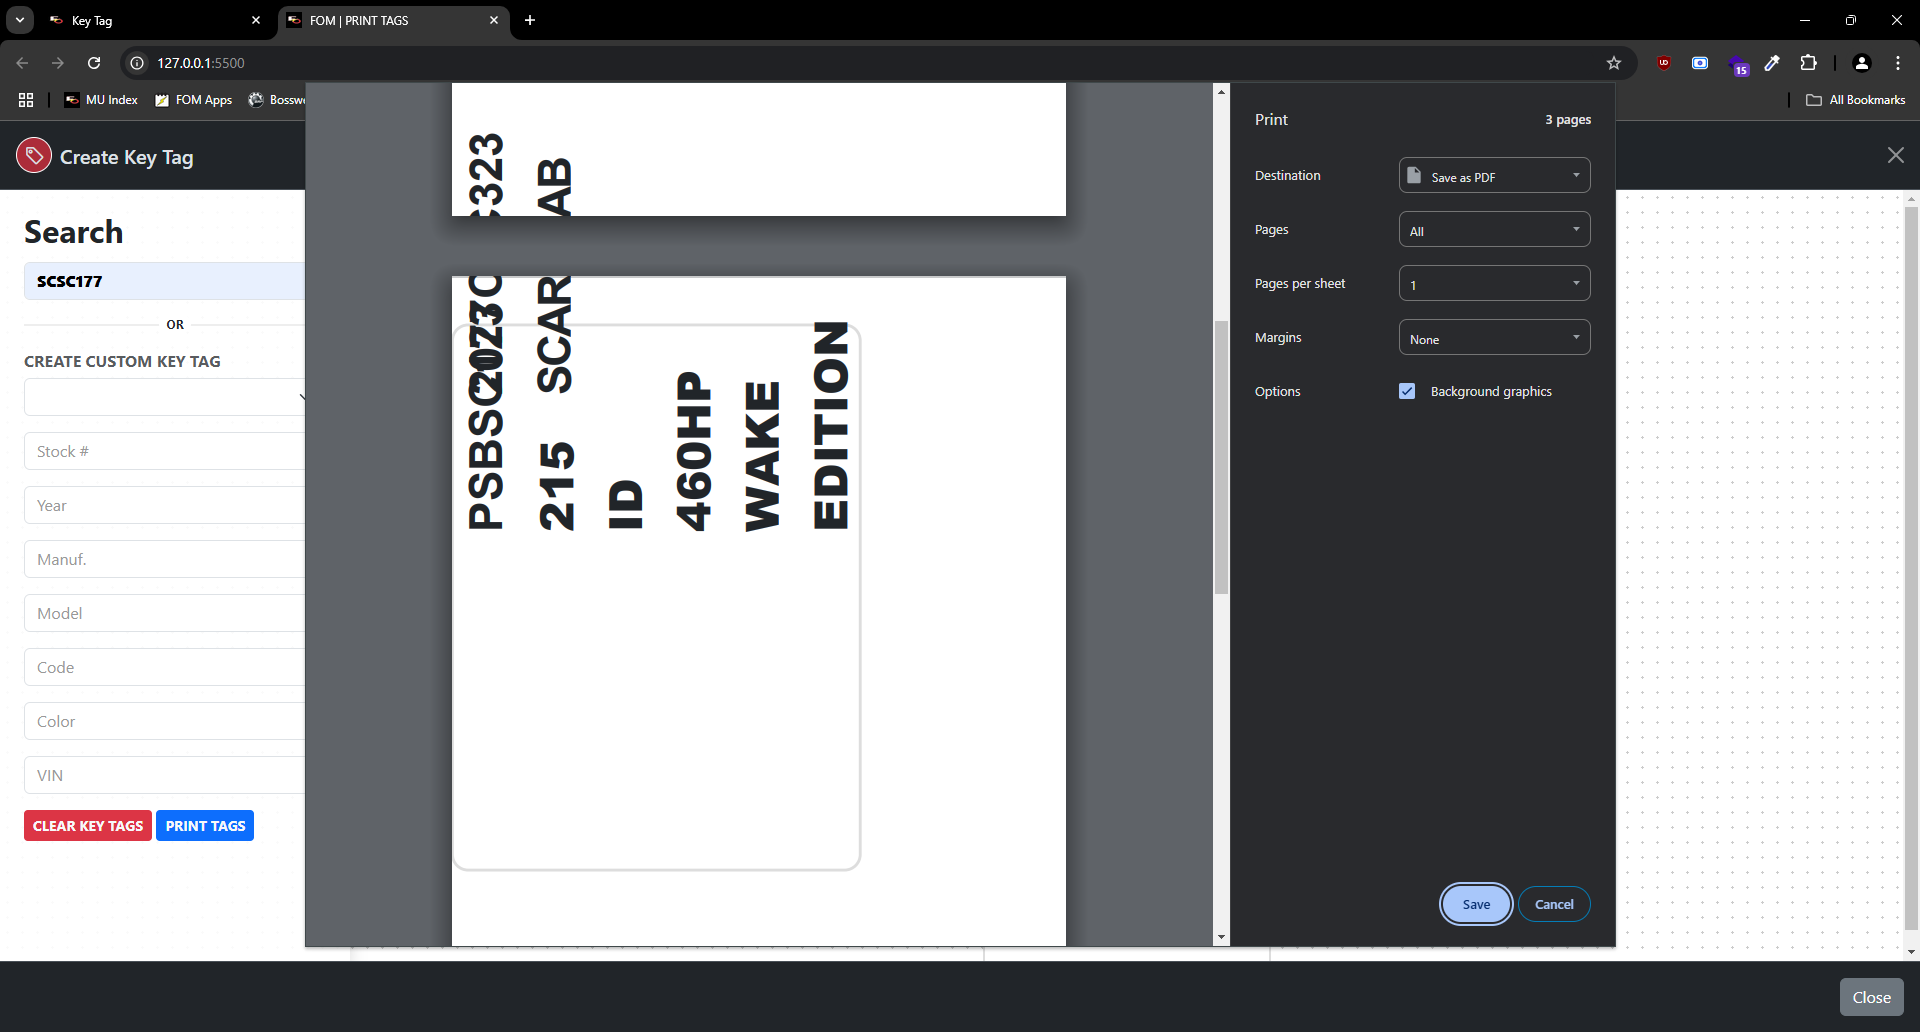 Key Tag
FOM | PRINT TAGS
127.0.0.1:5500
15
MU Index
FOM Apps
Bossw
All Bookmarks
Create Key Tag
Search
SCSC177
OR
CREATE CUSTOM KEY TAG
Stock #
Year
Manuf.
Model
Code
Color
VIN
CLEAR KEY TAGS
PRINT TAGS
C323
AB
PSBSC
2023
215
SCAR
ID
460HP
WAKE
EDITION
Print
3 pages
Destination
Save as PDF
Pages
All
Pages per sheet
1
Margins
None
Options
Background graphics
Save
Cancel
Close